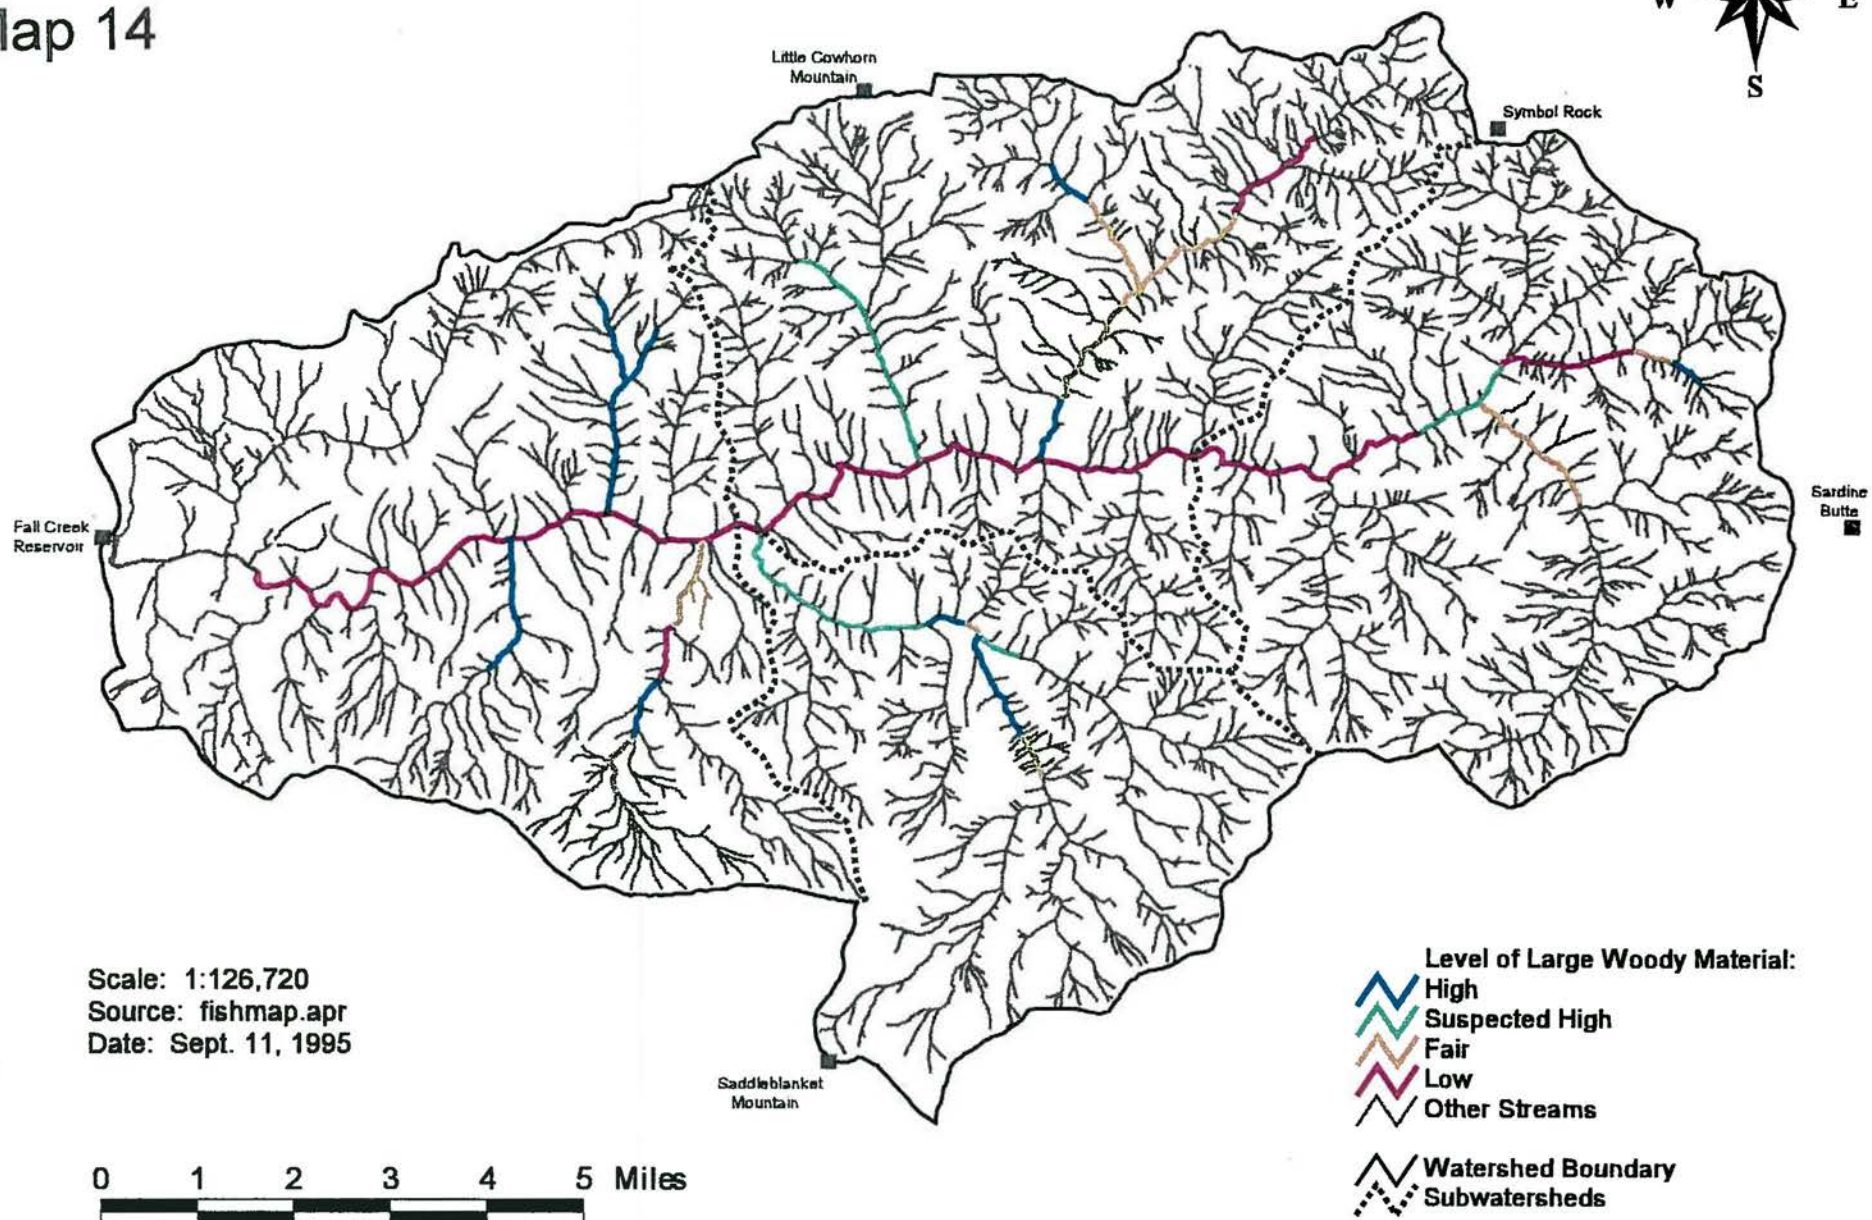 Map 14
W
E
S
Little Cowhorn
Mountain
Symbol Rock
Sardine
Butte
Fall Creek
Reservoir
Saddleblanket
Mountain
Scale: 1:126,720
Source: fishmap.apr
Date: Sept. 11, 1995
0 1 2 3 4 5 Miles
Level of Large Woody Material:
High
Suspected High
Fair
Low
Other Streams
Watershed Boundary
Subwatersheds